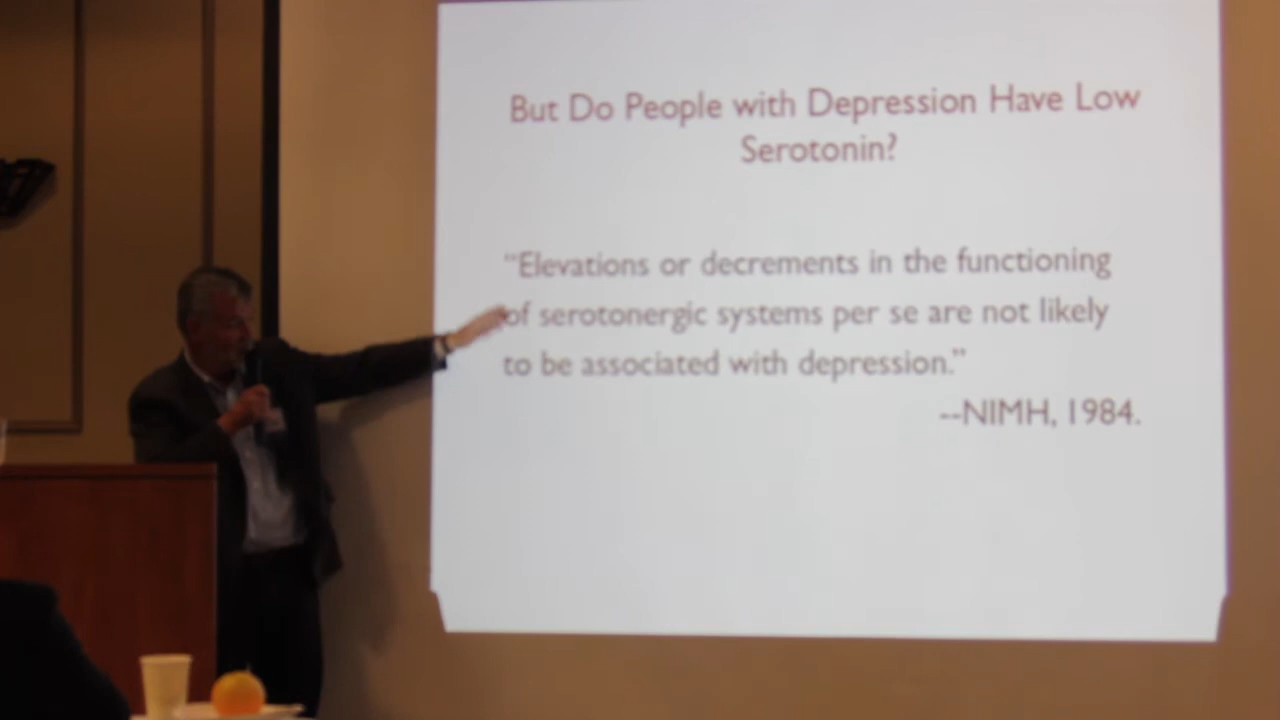 But Do People with Depression Have Low
Serotonin?
“Elevations or decrements in the functioning
of serotonergic systems per se are not likely
to be associated with depression.”
--NIMH, 1984.